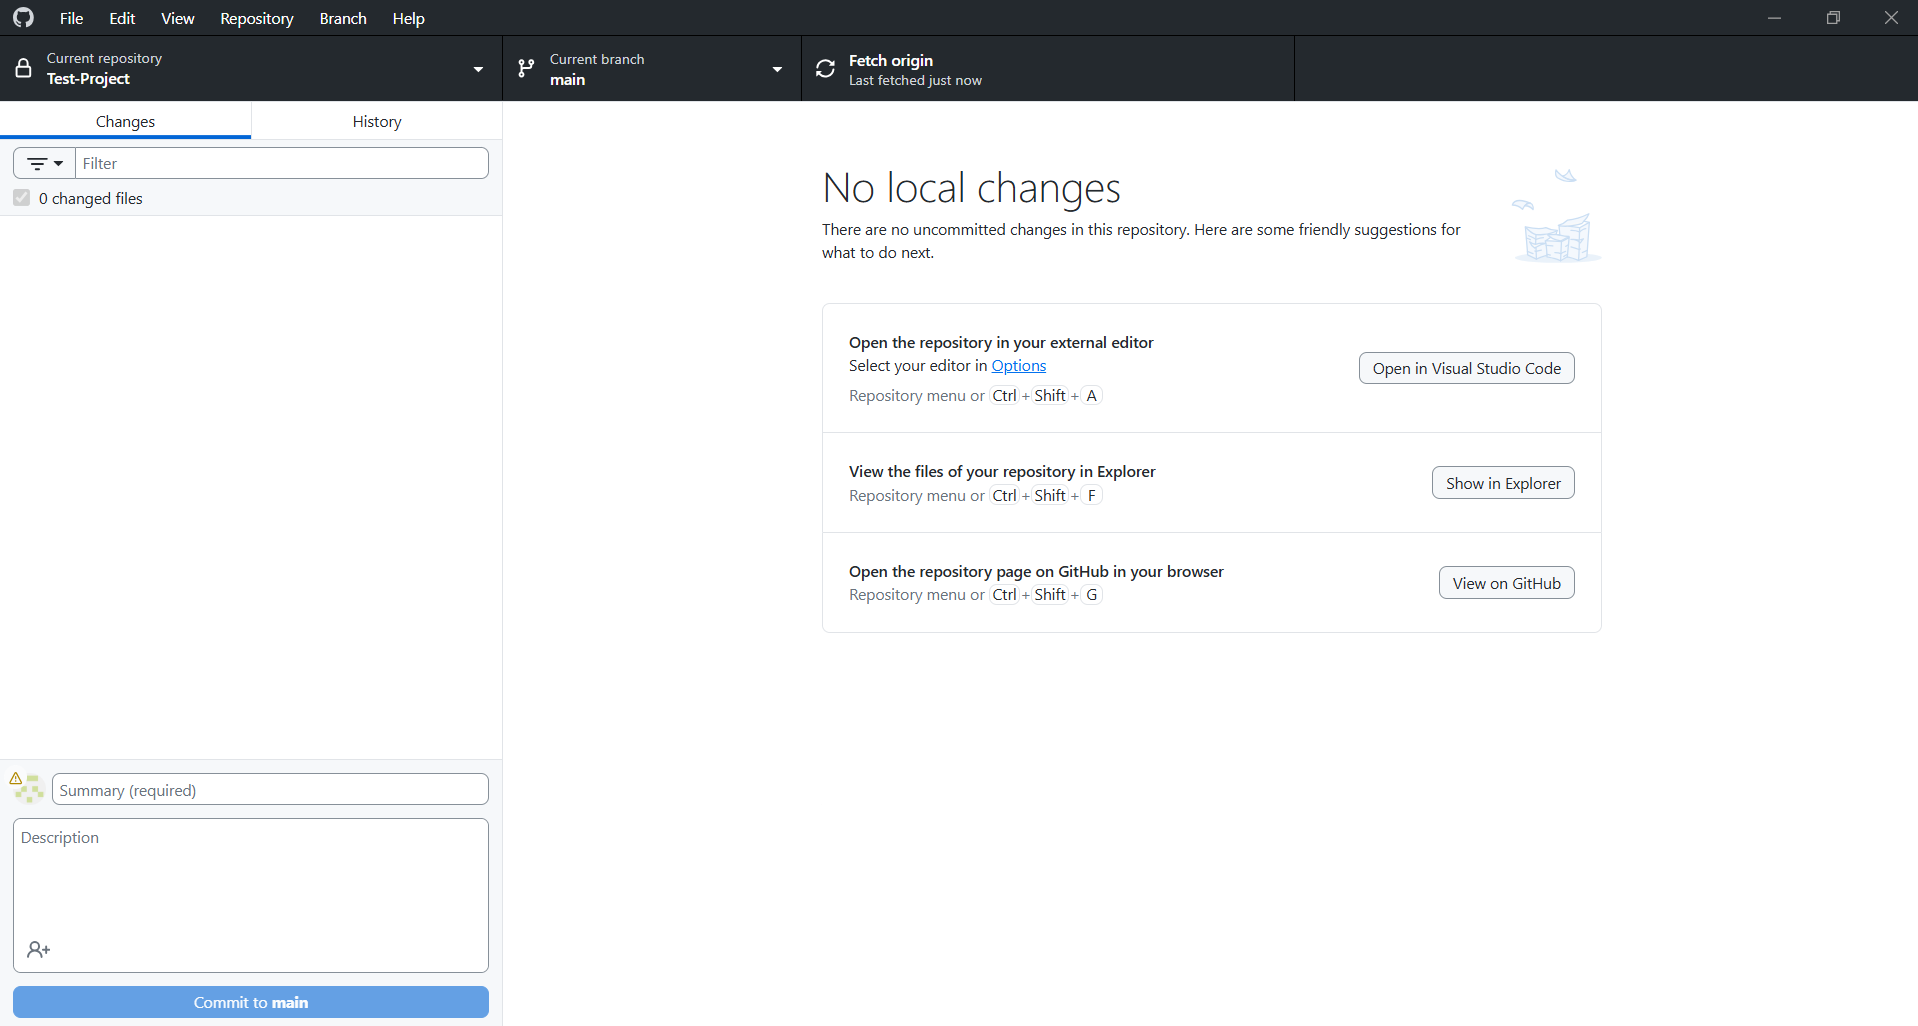 File Edit View Repository Branch Help
Current repository
Test-Project
Current branch
main
Fetch origin
Last fetched just now
Changes
History
Filter
0 changed files
No local changes
There are no uncommitted changes in this repository. Here are some friendly suggestions for
what to do next.
Open the repository in your external editor
Select your editor in Options
Repository menu or Ctrl + Shift + A
Open in Visual Studio Code
View the files of your repository in Explorer
Repository menu or Ctrl + Shift + F
Show in Explorer
Open the repository page on GitHub in your browser
Repository menu or Ctrl + Shift + G
View on GitHub
Summary (required)
Description
Commit to main